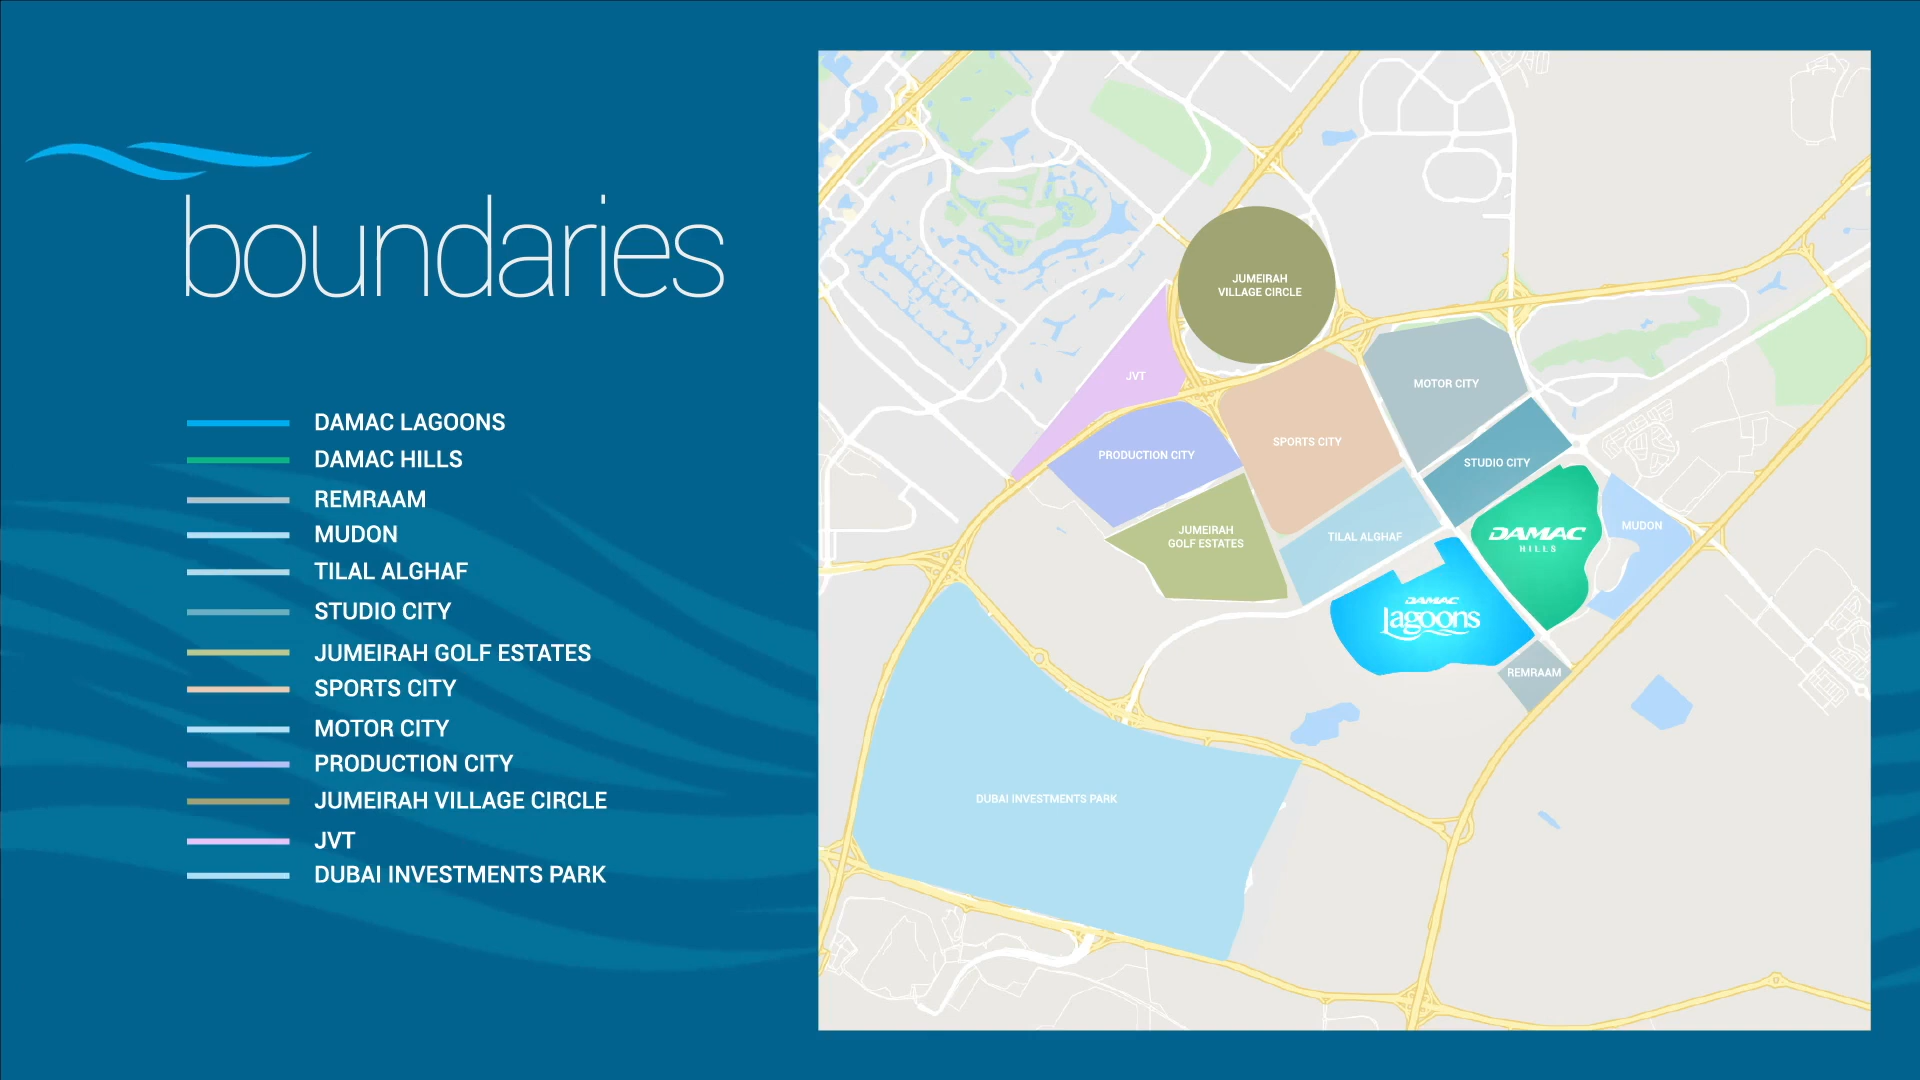 boundaries
DAMAC LAGOONS
DAMAC HILLS
REMRAAM
MUDON
TILAL ALGHAF
STUDIO CITY
JUMEIRAH GOLF ESTATES
SPORTS CITY
MOTOR CITY
PRODUCTION CITY
JUMEIRAH VILLAGE CIRCLE
JVT
DUBAI INVESTMENTS PARK
JUMEIRAH
VILLAGE CIRCLE
JVT
MOTOR CITY
SPORTS CITY
PRODUCTION CITY
STUDIO CITY
JUMEIRAH
GOLF ESTATES
TILAL ALGHAF
DAMAC
HILLS
MUDON
DAMAC
Lagoons
REMRAAM
DUBAI INVESTMENTS PARK